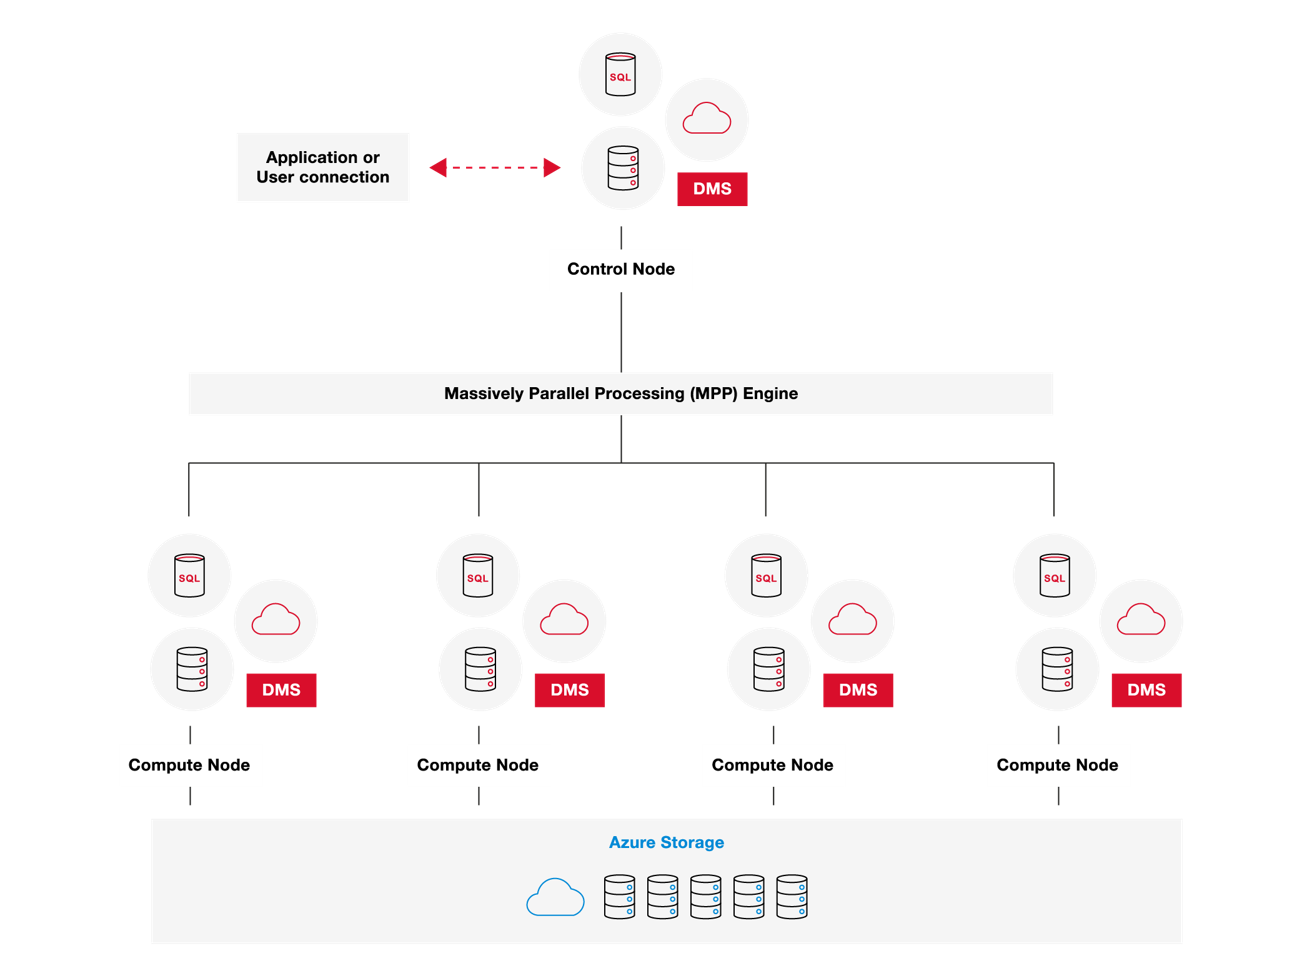 SQL
Application or
User connection
DMS
Control Node
Massively Parallel Processing (MPP) Engine
SQL
SQL
SQL
SQL
DMS
DMS
DMS
DMS
Compute Node
Compute Node
Compute Node
Compute Node
Azure Storage